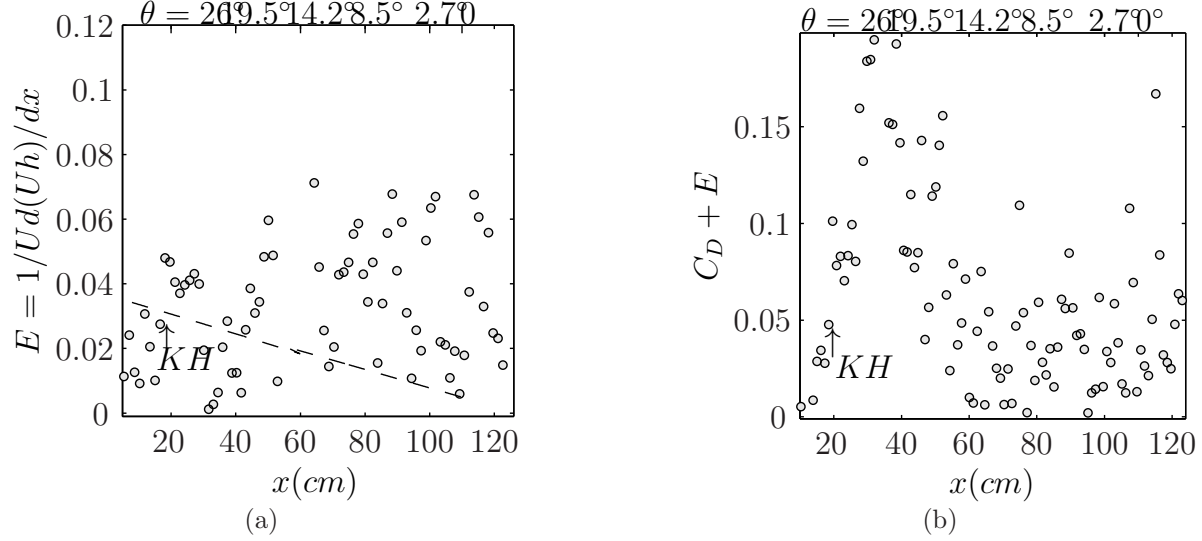 θ = 26° 19.5° 14.2° 8.5° 2.7° 0
0.12
0.1
0.08
0.06
0.04
0.02
0
E = 1/Ud(Uh)/dx
KH
20 40 60 80 100 120
x(cm)
(a)
θ = 26° 19.5° 14.2° 8.5° 2.7° 0°
0.15
0.1
0.05
0
C_D + E
KH
20 40 60 80 100 120
x(cm)
(b)